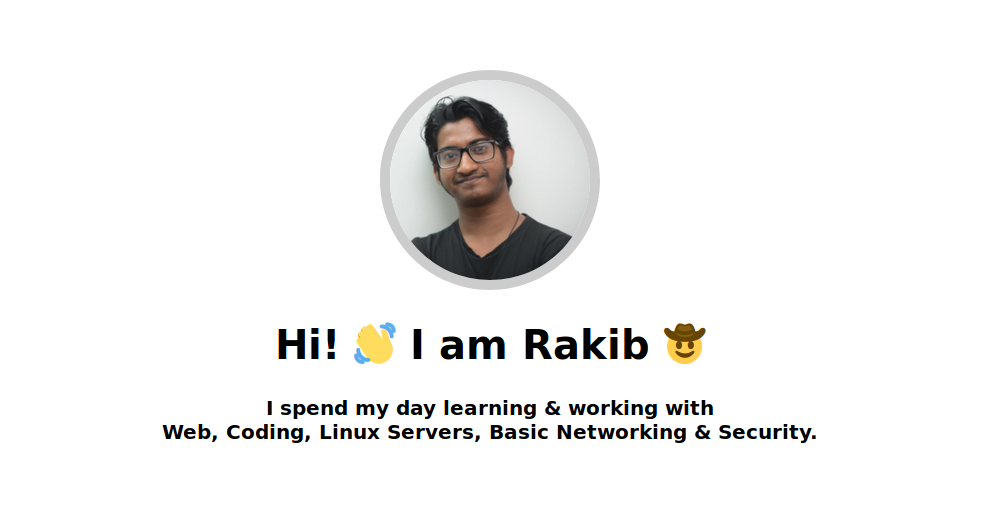 Hi! 👋 I am Rakib 🤠
I spend my day learning & working with
Web, Coding, Linux Servers, Basic Networking & Security.